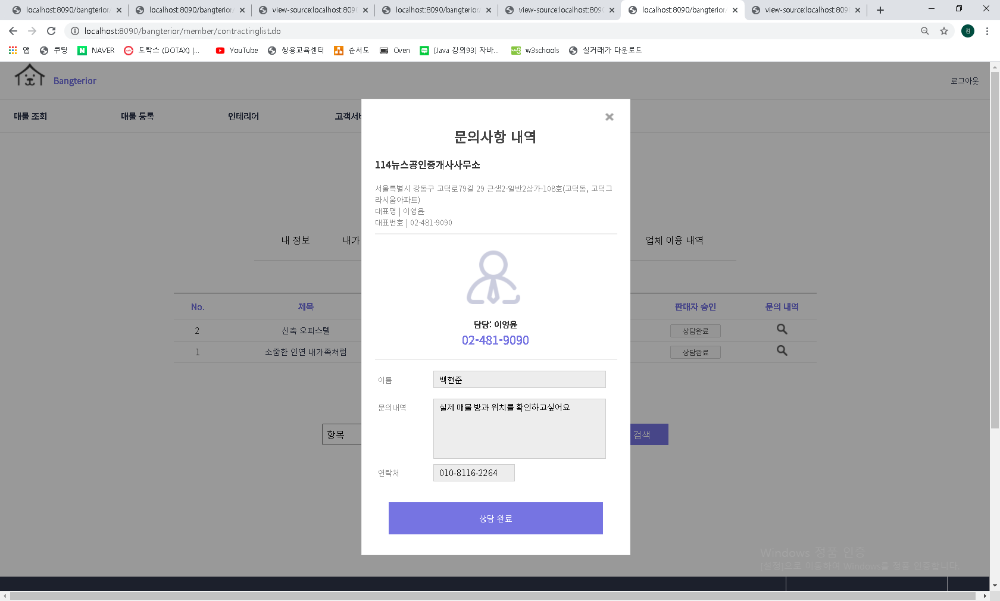 localhost:8090/bangterior/
localhost:8090/bangterior/
view-source:localhost:8090
localhost:8090/bangterior/
view-source:localhost:8090
localhost:8090/bangterior/
view-source:localhost:8090
localhost:8090/bangterior/member/contractinglist.do
김
앱
쿠팡
NAVER
도탁스 (DOTAX) |...
YouTube
쌍용교육센터
순서도
Oven
[Java 강의93] 자바...
w3schools
실거래가 다운로드
Bangterior
로그아웃
매물 조회
매물 등록
인테리어
고객서비
문의사항 내역
114뉴스공인중개사사무소
서울특별시 강동구 고덕로79길 29 근생2-일반2상가-108호(고덕동, 고덕그
라시움아파트)
대표명 | 이영윤
대표번호 | 02-481-9090
내 정보
내가
업체 이용 내역
담당: 이영윤
02-481-9090
No.
제목
판매자 승인
문의 내역
2
신축 오피스텔
상담완료
1
소중한 인연 내가족처럼
상담완료
이름
백현준
문의내역
실제 매물 방과 위치를 확인하고싶어요
연락처
010-8116-2264
항목
검색
상담 완료
Windows 정품 인증
[설정]으로 이동하여 Windows를 정품 인증합니다.